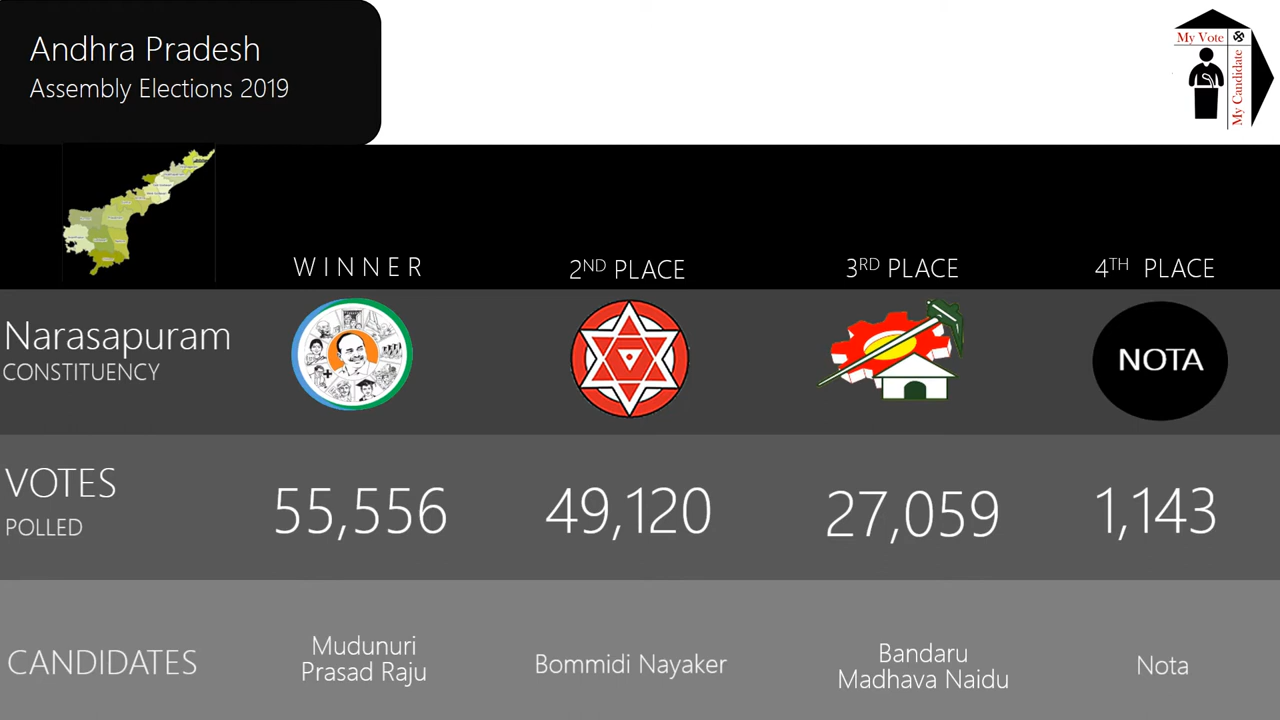 Andhra Pradesh
Assembly Elections 2019
My Vote
My Candidate
WINNER
2ND PLACE
3RD PLACE
4TH PLACE
Narasapuram
CONSTITUENCY
NOTA
VOTES
POLLED
55,556
49,120
27,059
1,143
CANDIDATES
Mudunuri
Prasad Raju
Bommidi Nayaker
Bandaru
Madhava Naidu
Nota